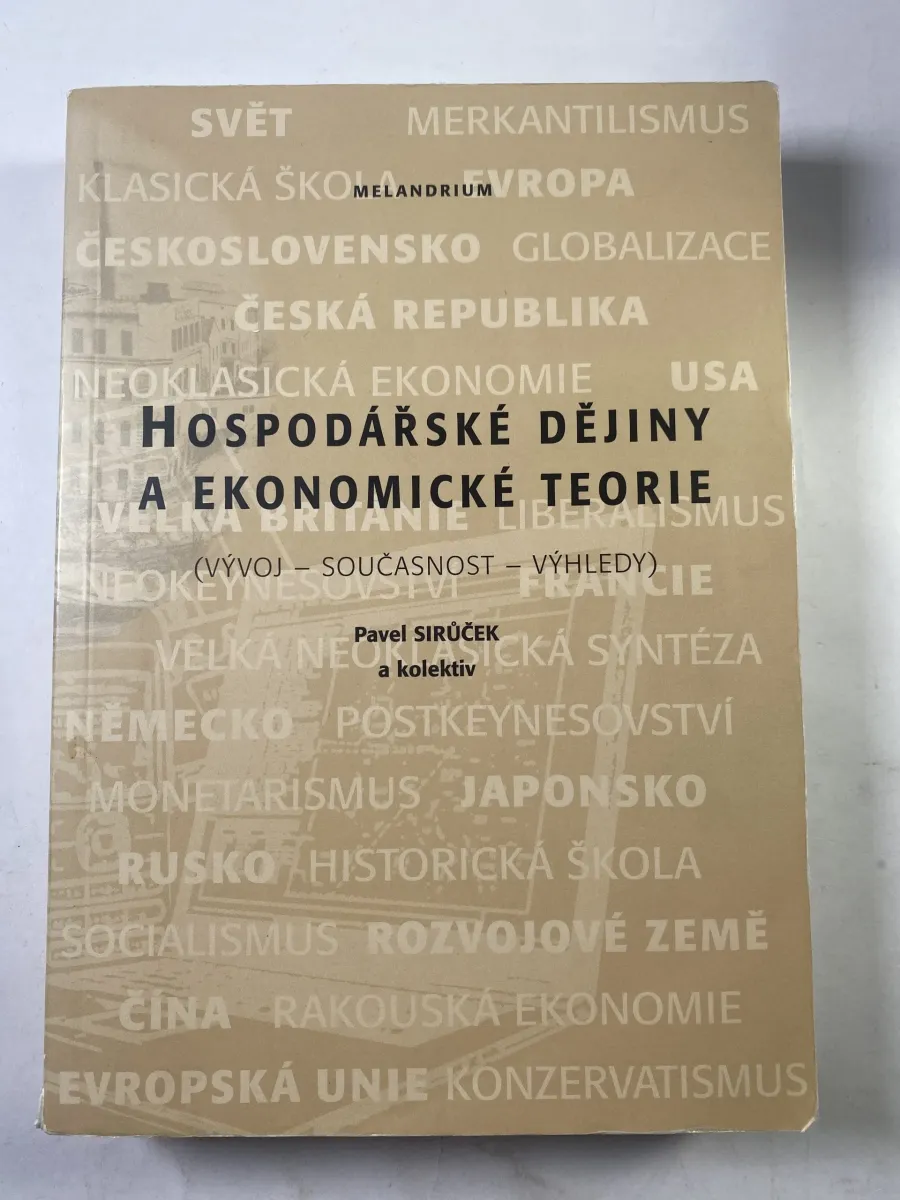 SVĚT MERKANTILISMUS
KLASICKÁ ŠKOLA EVROPA
MELANDRIUM
ČESKOSLOVENSKO GLOBALIZACE
ČESKÁ REPUBLIKA
NEOKLASICKÁ EKONOMIE USA
HOSPODÁŘSKÉ DĚJINY
A EKONOMICKÉ TEORIE
VELKÁ BRITÁNIE LIBERALISMUS
(VÝVOJ – SOUČASNOST – VÝHLEDY)
NEOKEYNESOVSTVÍ FRANCIE
Pavel SIRŮČEK
VELKÁ NEOKLASICKÁ SYNTÉZA
a kolektiv
NĚMECKO POSTKEYNESOVSTVÍ
MONETARISMUS JAPONSKO
RUSKO HISTORICKÁ ŠKOLA
SOCIALISMUS ROZVOJOVÉ ZEMĚ
ČÍNA RAKOUSKÁ EKONOMIE
EVROPSKÁ UNIE KONZERVATISMUS